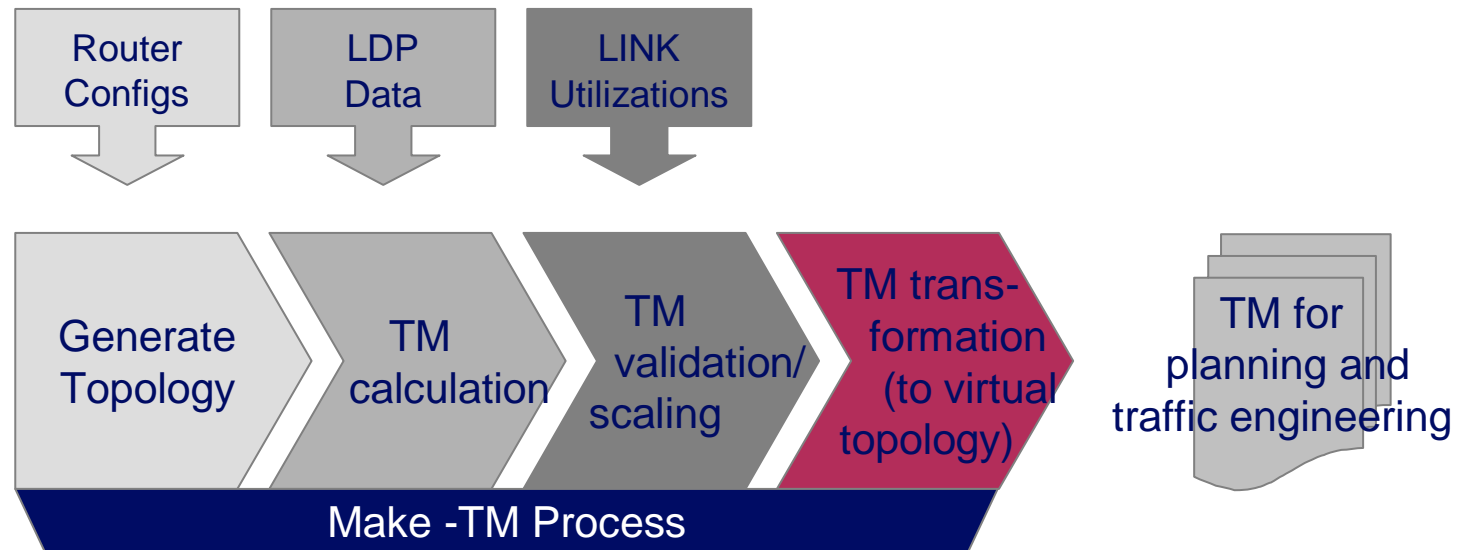 Router
Configs
LDP
Data
LINK
Utilizations
Generate
Topology
TM
calculation
TM
validation/
scaling
TM trans-
formation
(to virtual
topology)
TM for
planning and
traffic engineering
Make -TM Process